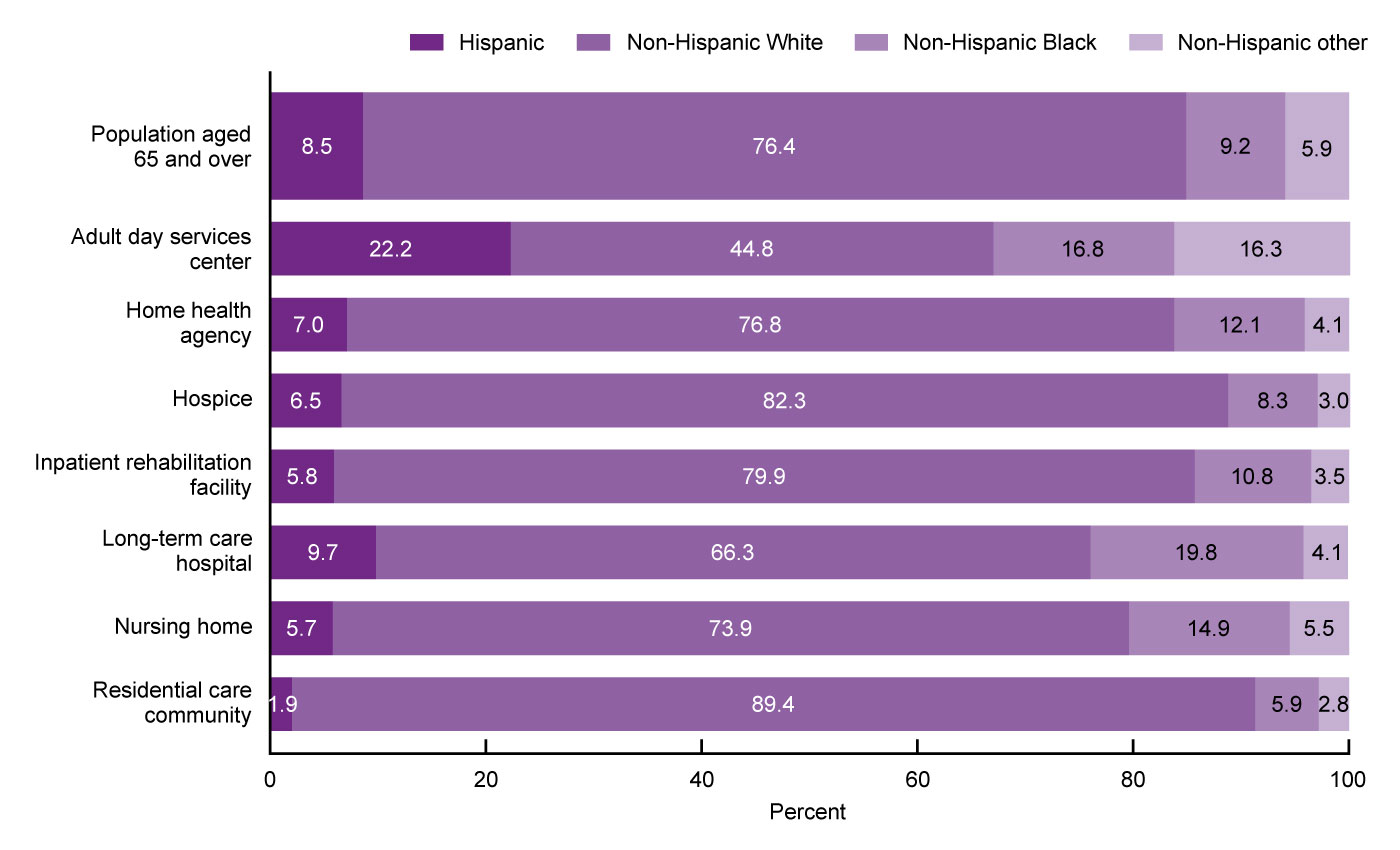 Hispanic Non-Hispanic White Non-Hispanic Black Non-Hispanic other
Population aged
65 and over
8.5 76.4 9.2 5.9
Adult day services
center
22.2 44.8 16.8 16.3
Home health
agency
7.0 76.8 12.1 4.1
Hospice
6.5 82.3 8.3 3.0
Inpatient rehabilitation
facility
5.8 79.9 10.8 3.5
Long-term care
hospital
9.7 66.3 19.8 4.1
Nursing home
5.7 73.9 14.9 5.5
Residential care
community
1.9 89.4 5.9 2.8
0 20 40 60 80 100
Percent